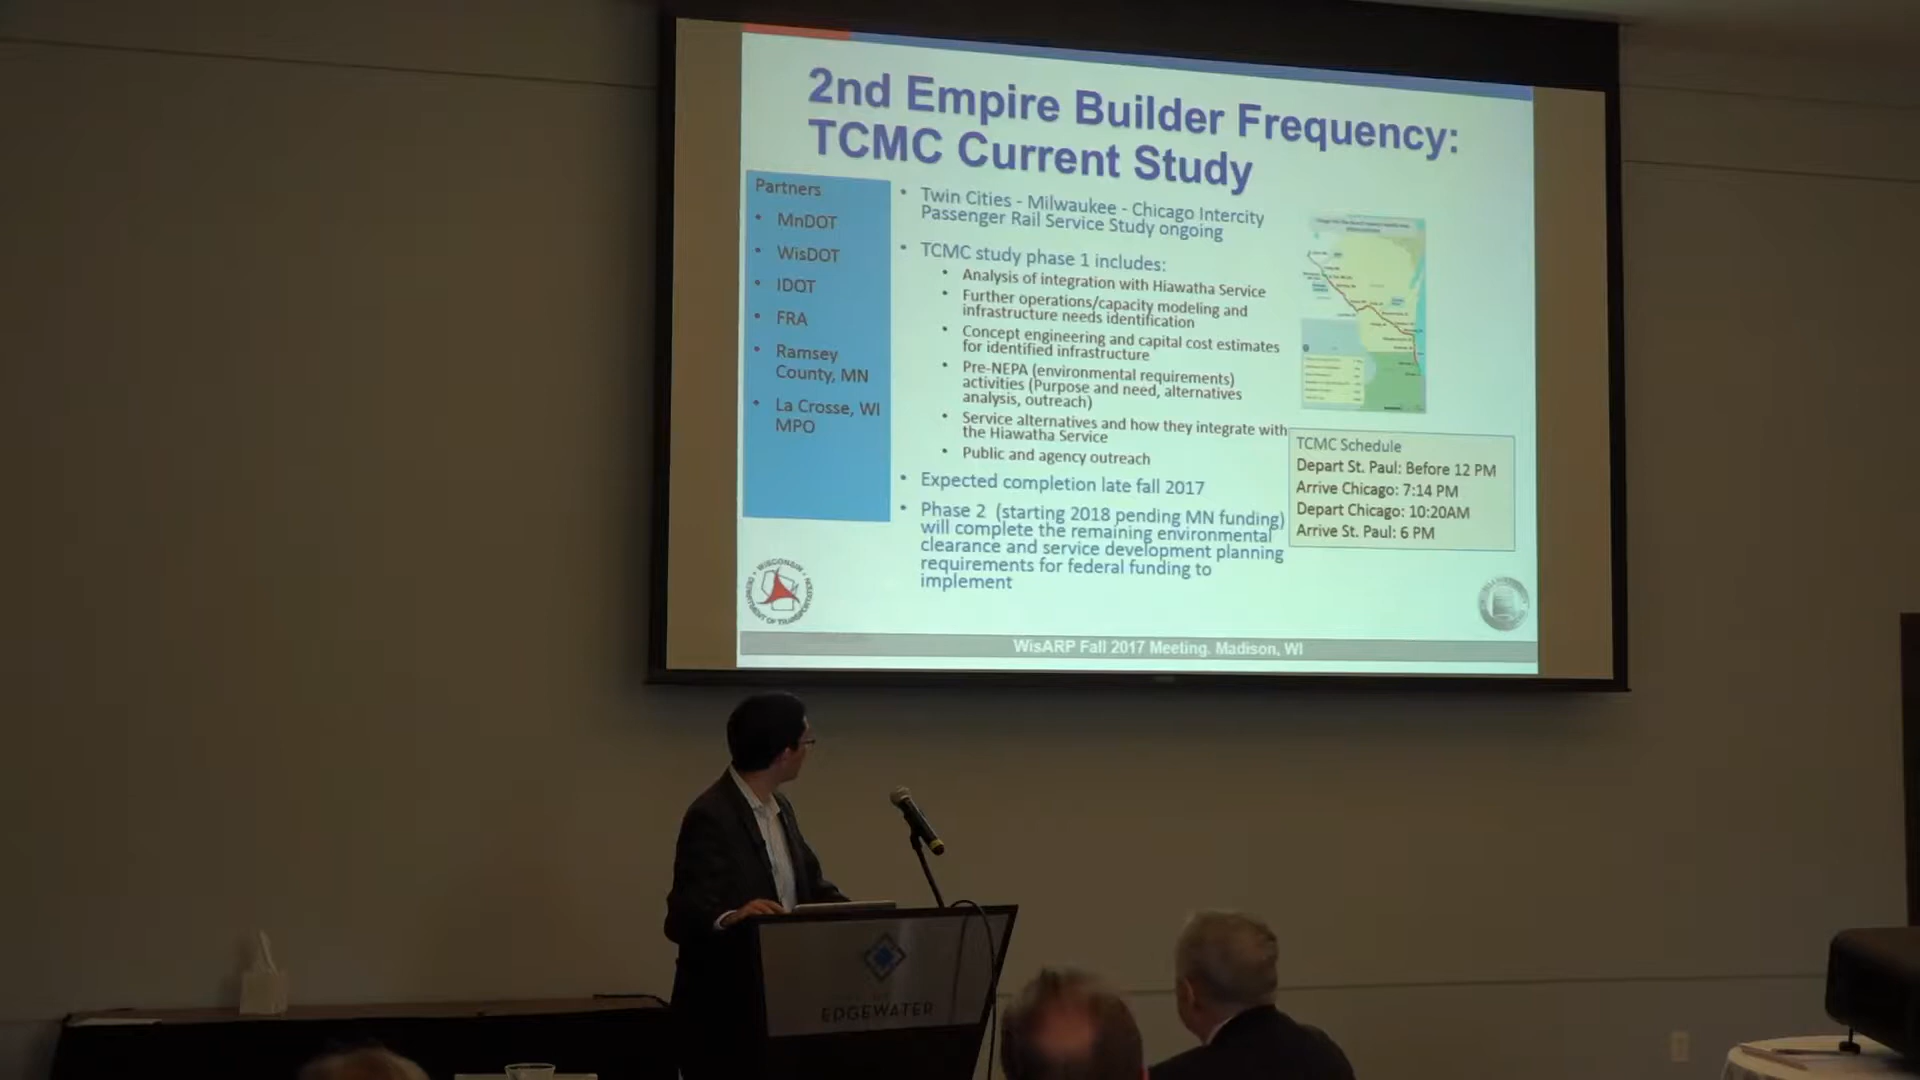 2nd Empire Builder Frequency:
TCMC Current Study
Partners
• MnDOT
• WisDOT
• IDOT
• FRA
• Ramsey
County, MN
• La Crosse, WI
MPO
• Twin Cities - Milwaukee - Chicago Intercity
Passenger Rail Service Study ongoing
• TCMC study phase 1 includes:
• Analysis of integration with Hiawatha Service
• Further operations/capacity modeling and
infrastructure needs identification
• Concept engineering and capital cost estimates
for identified infrastructure
• Pre-NEPA (environmental requirements)
activities (Purpose and need, alternatives
analysis, outreach)
• Service alternatives and how they integrate with
the Hiawatha Service
• Public and agency outreach
• Expected completion late fall 2017
• Phase 2 (starting 2018 pending MN funding)
will complete the remaining environmental
clearance and service development planning
requirements for federal funding to
implement
TCMC Schedule
Depart St. Paul: Before 12 PM
Arrive Chicago: 7:14 PM
Depart Chicago: 10:20AM
Arrive St. Paul: 6 PM
WISCONSIN
DEPARTMENT OF TRANSPORTATION
WisARP Fall 2017 Meeting. Madison, WI
EDGEWATER